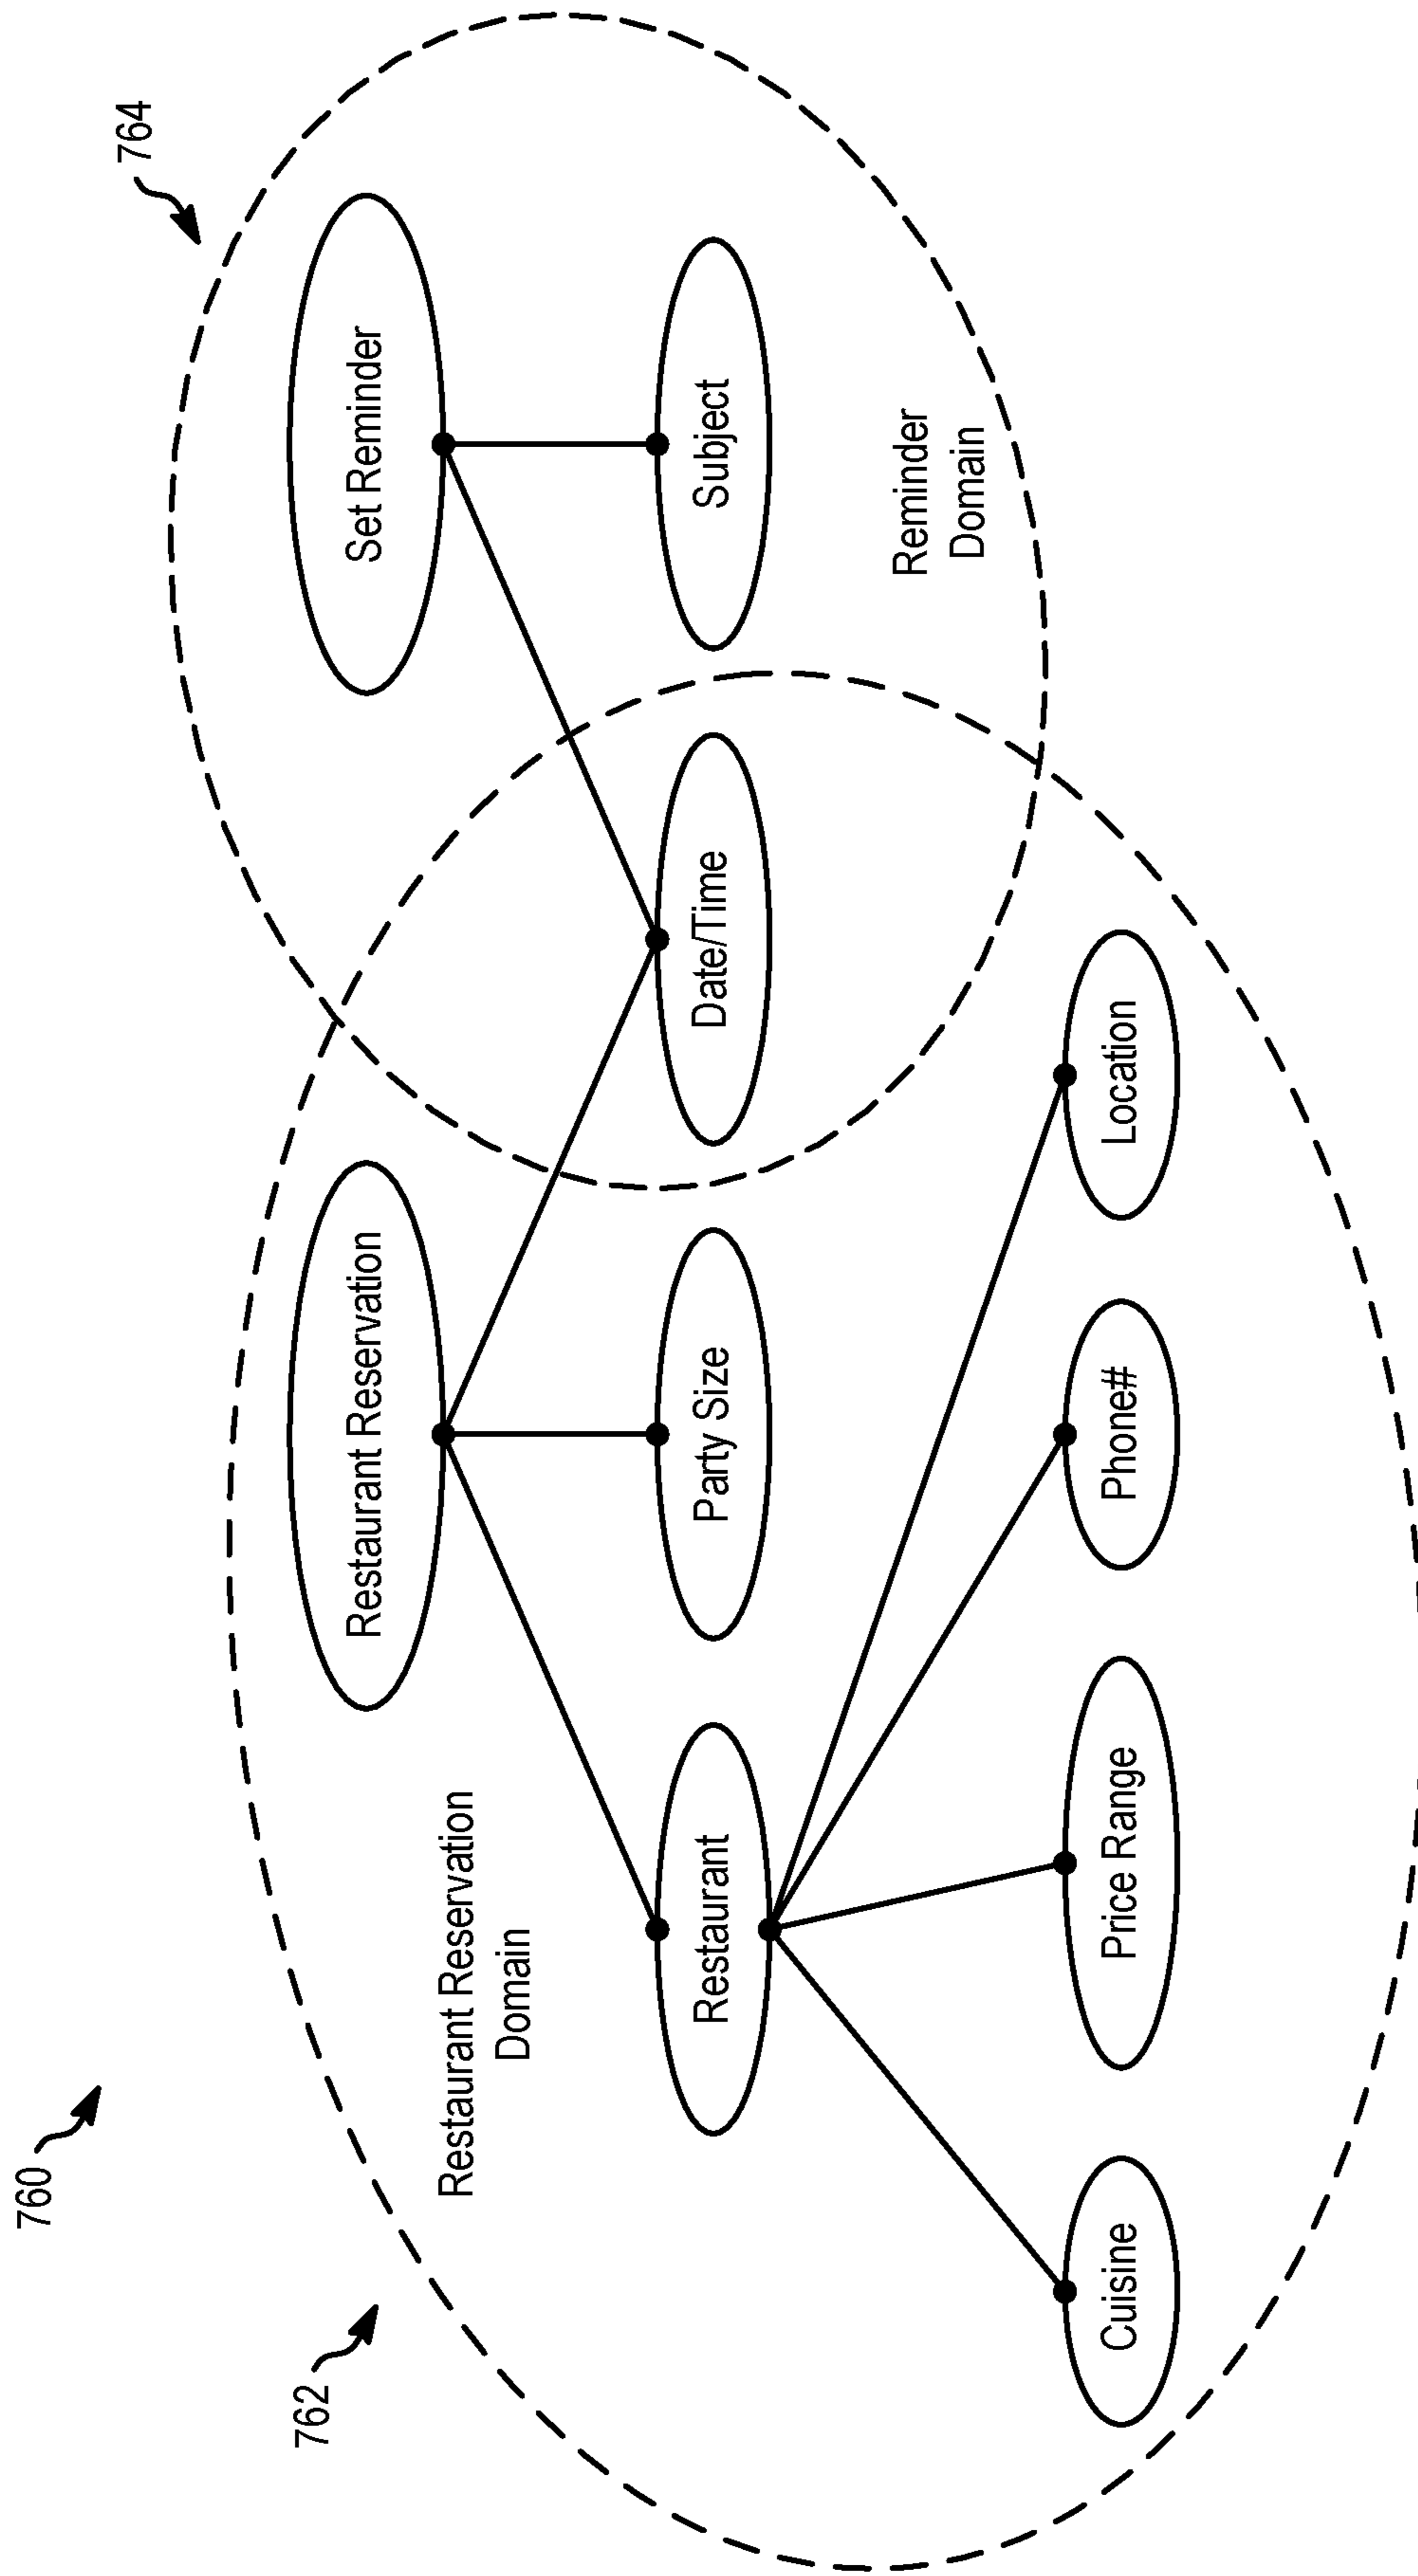 760
762
764
Restaurant Reservation
Set Reminder
Restaurant Reservation
Domain
Restaurant
Party Size
Date/Time
Subject
Reminder
Domain
Cuisine
Price Range
Phone#
Location